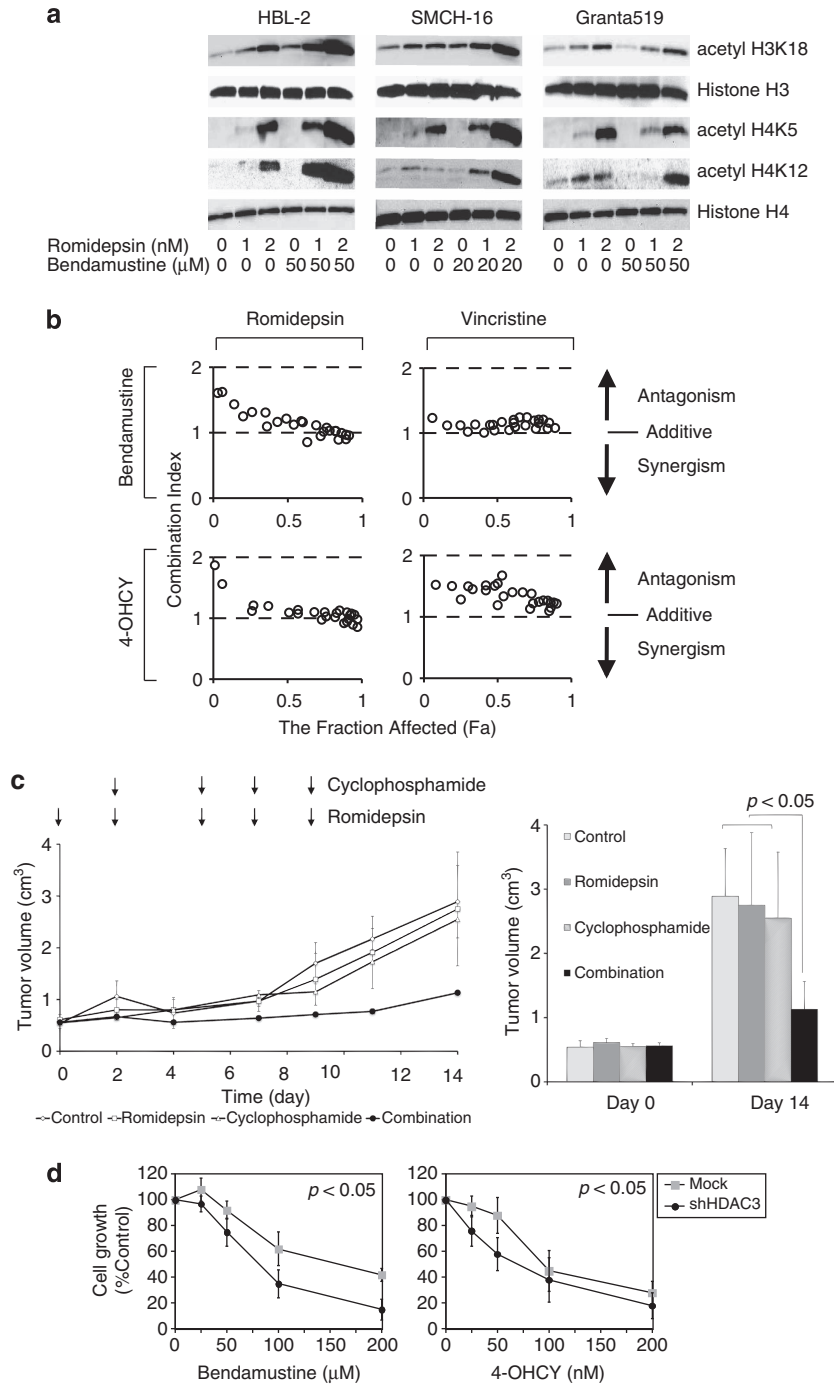 a
HBL-2 SMCH-16 Granta519
acetyl H3K18
Histone H3
acetyl H4K5
acetyl H4K12
Histone H4
Romidepsin (nM) 0 1 2 0 1 2 0 1 2 0 1 2 0 1 2 0 1 2
Bendamustine (μM) 0 0 0 50 50 50 0 0 0 20 20 20 0 0 0 50 50 50
b
Romidepsin Vincristine
Bendamustine
4-OHCY
Combination Index
2 2
1 1
0 0
0 0.5 1 0 0.5 1
Antagonism
Additive
Synergism
2 2
1 1
0 0
0 0.5 1 0 0.5 1
Antagonism
Additive
Synergism
The Fraction Affected (Fa)
c
Cyclophosphamide
Romidepsin
Tumor volume (cm³)
4
3
2
1
0
0 2 4 6 8 10 12 14
Time (day)
Control Romidepsin Cyclophosphamide Combination
p < 0.05
Tumor volume (cm³)
4
3
2
1
0
Control
Romidepsin
Cyclophosphamide
Combination
Day 0 Day 14
d
Cell growth
(%Control)
120
100
80
60
40
20
0
p < 0.05
0 50 100 150 200
Bendamustine (μM)
120
100
80
60
40
20
0
p < 0.05
0 50 100 150 200
4-OHCY (nM)
Mock
shHDAC3